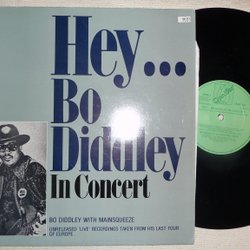 Hey...
Bo
Diddley
In Concert
BO DIDDLEY WITH MAINSQUEEZE
UNRELEASED 'LIVE' RECORDINGS TAKEN FROM HIS LAST TOUR
OF EUROPE